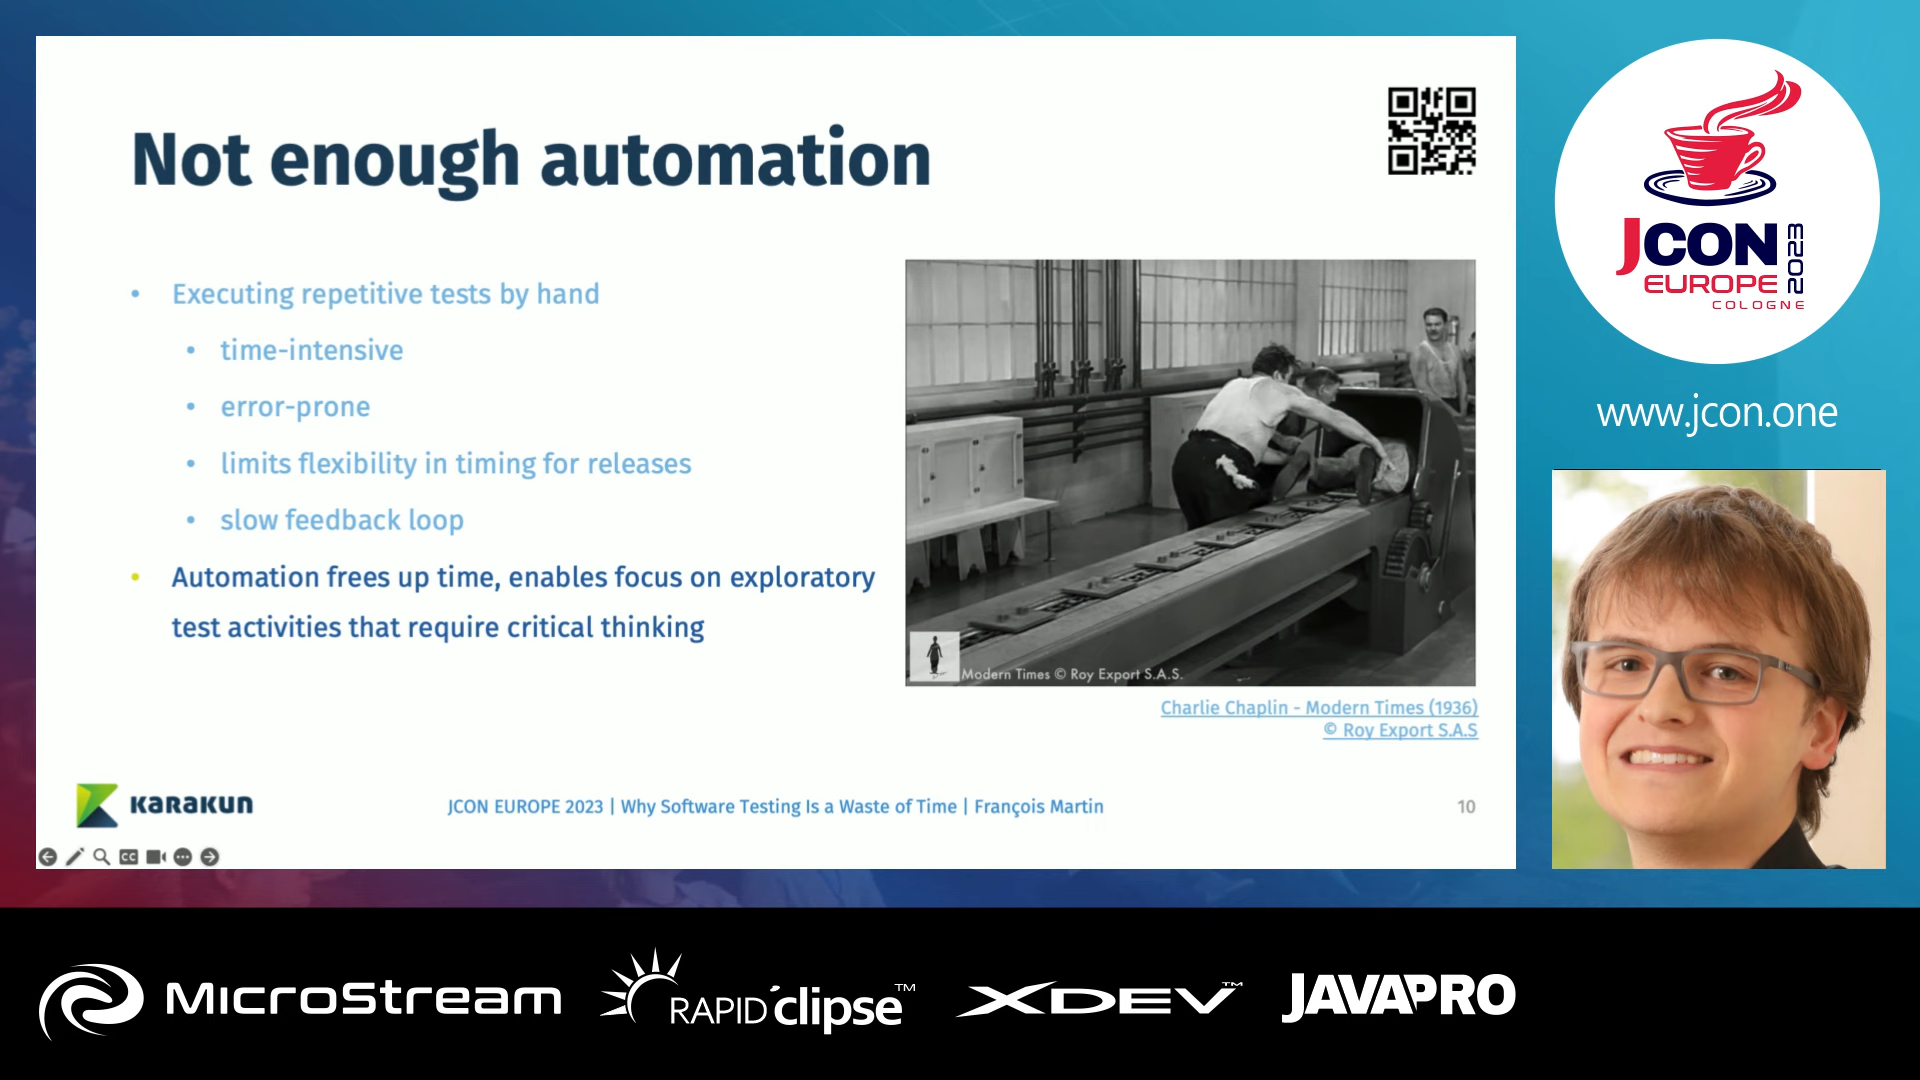 Not enough automation
• Executing repetitive tests by hand
• time-intensive
• error-prone
• limits flexibility in timing for releases
• slow feedback loop
• Automation frees up time, enables focus on exploratory
test activities that require critical thinking
Modern Times © Roy Export S.A.S.
Charlie Chaplin - Modern Times (1936)
© Roy Export S.A.S
KARAKUN
JCON EUROPE 2023 | Why Software Testing Is a Waste of Time | François Martin
10
CC
JCON
EUROPE
2023
COLOGNE
www.jcon.one
MICROSTREAM
RAPIDclipse™
XDEV™
JAVAPRO